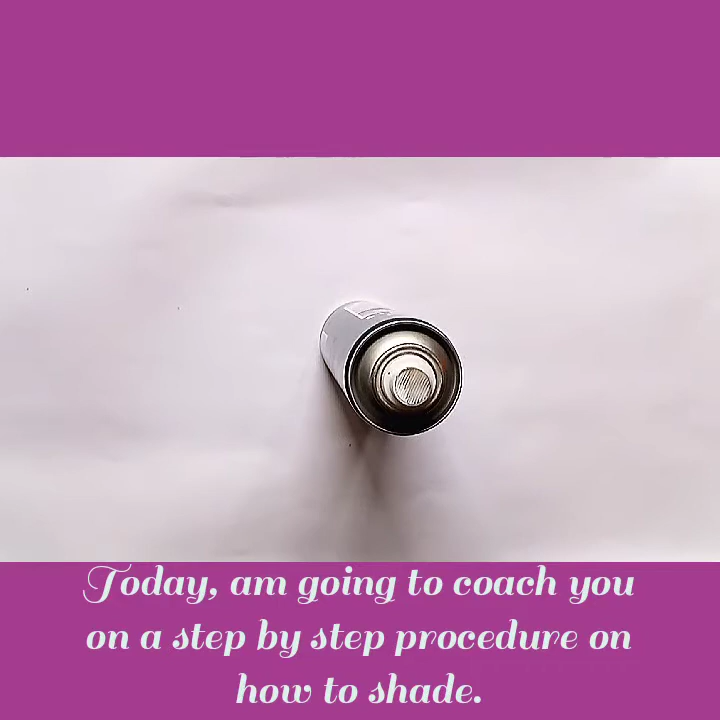 Today, am going to coach you
on a step by step procedure on
how to shade.